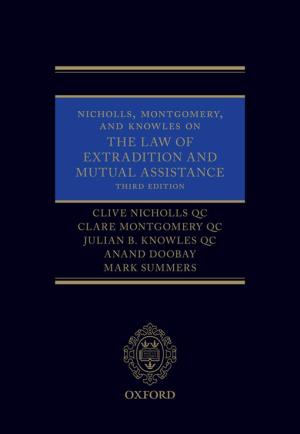 NICHOLLS, MONTGOMERY,
AND KNOWLES ON
THE LAW OF
EXTRADITION AND
MUTUAL ASSISTANCE
THIRD EDITION
CLIVE NICHOLLS QC
CLARE MONTGOMERY QC
JULIAN B. KNOWLES QC
ANAND DOOBAY
MARK SUMMERS
OXFORD